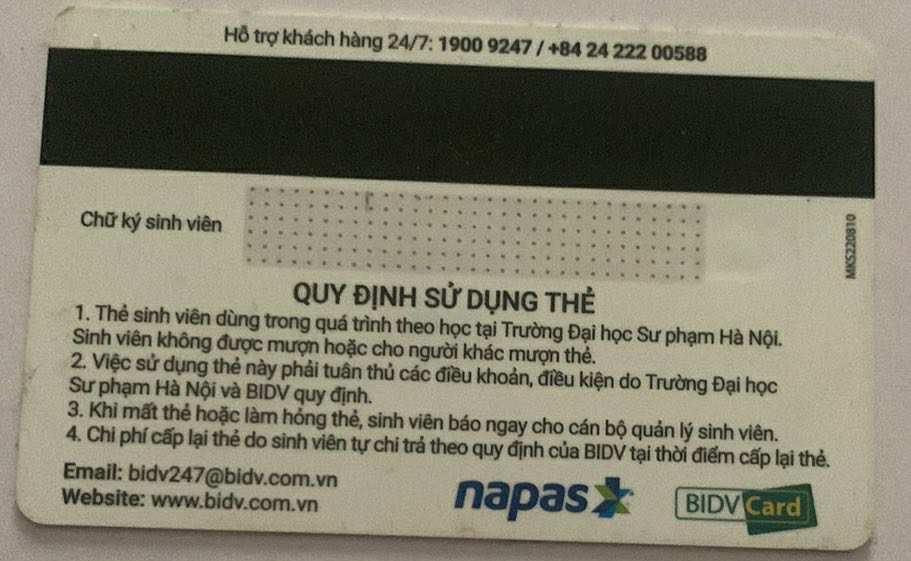 Hỗ trợ khách hàng 24/7: 1900 9247 / +84 24 222 00588
Chữ ký sinh viên
MKS220810
QUY ĐỊNH SỬ DỤNG THẺ
1. Thẻ sinh viên dùng trong quá trình theo học tại Trường Đại học Sư phạm Hà Nội.
Sinh viên không được mượn hoặc cho người khác mượn thẻ.
2. Việc sử dụng thẻ này phải tuân thủ các điều khoản, điều kiện do Trường Đại học
Sư phạm Hà Nội và BIDV quy định.
3. Khi mất thẻ hoặc làm hỏng thẻ, sinh viên báo ngay cho cán bộ quản lý sinh viên.
4. Chi phí cấp lại thẻ do sinh viên tự chi trả theo quy định của BIDV tại thời điểm cấp lại thẻ.
Email: bidv247@bidv.com.vn
Website: www.bidv.com.vn
napas
BIDV Card